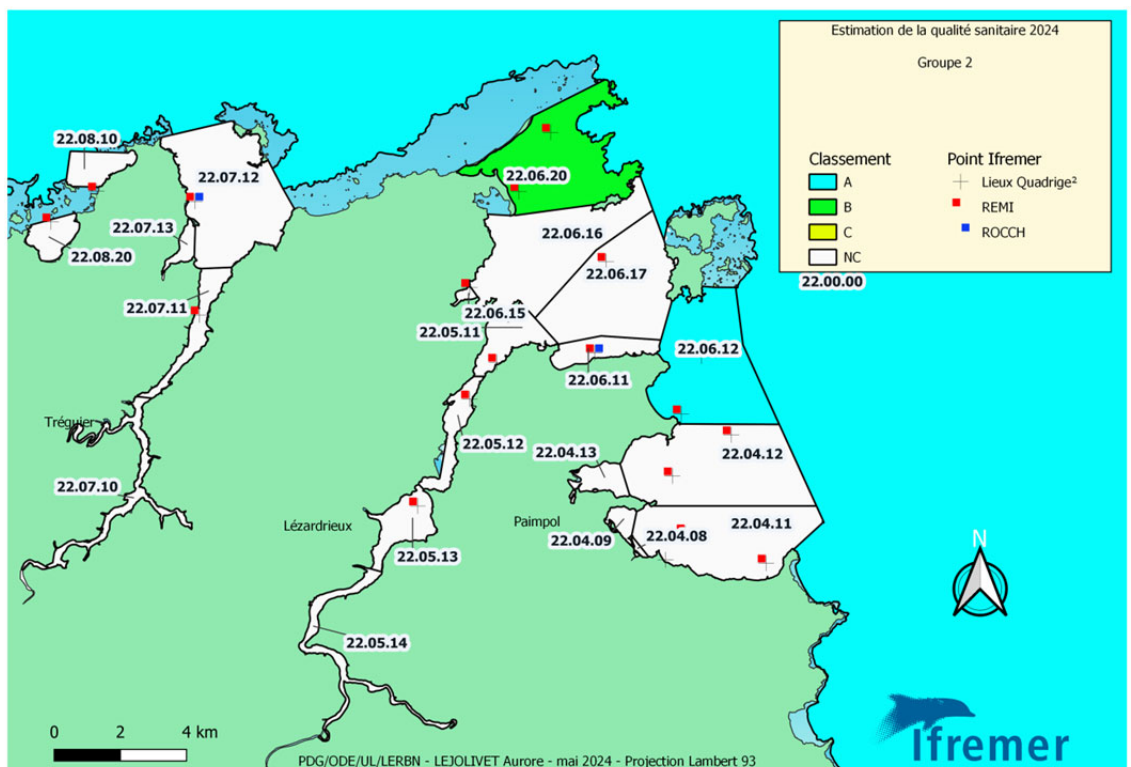 Estimation de la qualité sanitaire 2024
Groupe 2
Classement
A
B
C
NC
Point Ifremer
Lieux Quadrige²
REMI
ROCCH
22.08.10
22.07.12
22.06.20
22.07.13
22.08.20
22.06.16
22.06.17
22.00.00
22.07.11
22.06.15
22.05.11
22.06.12
22.06.11
Tréguier
22.05.12
22.04.13
22.04.12
22.07.10
Lézardrieux
Paimpol
22.04.11
22.04.08
22.04.09
22.05.13
N
22.05.14
0 2 4 km
Ifremer
PDG/ODE/UL/LERBN - LEJOLIVET Aurore - mai 2024 - Projection Lambert 93